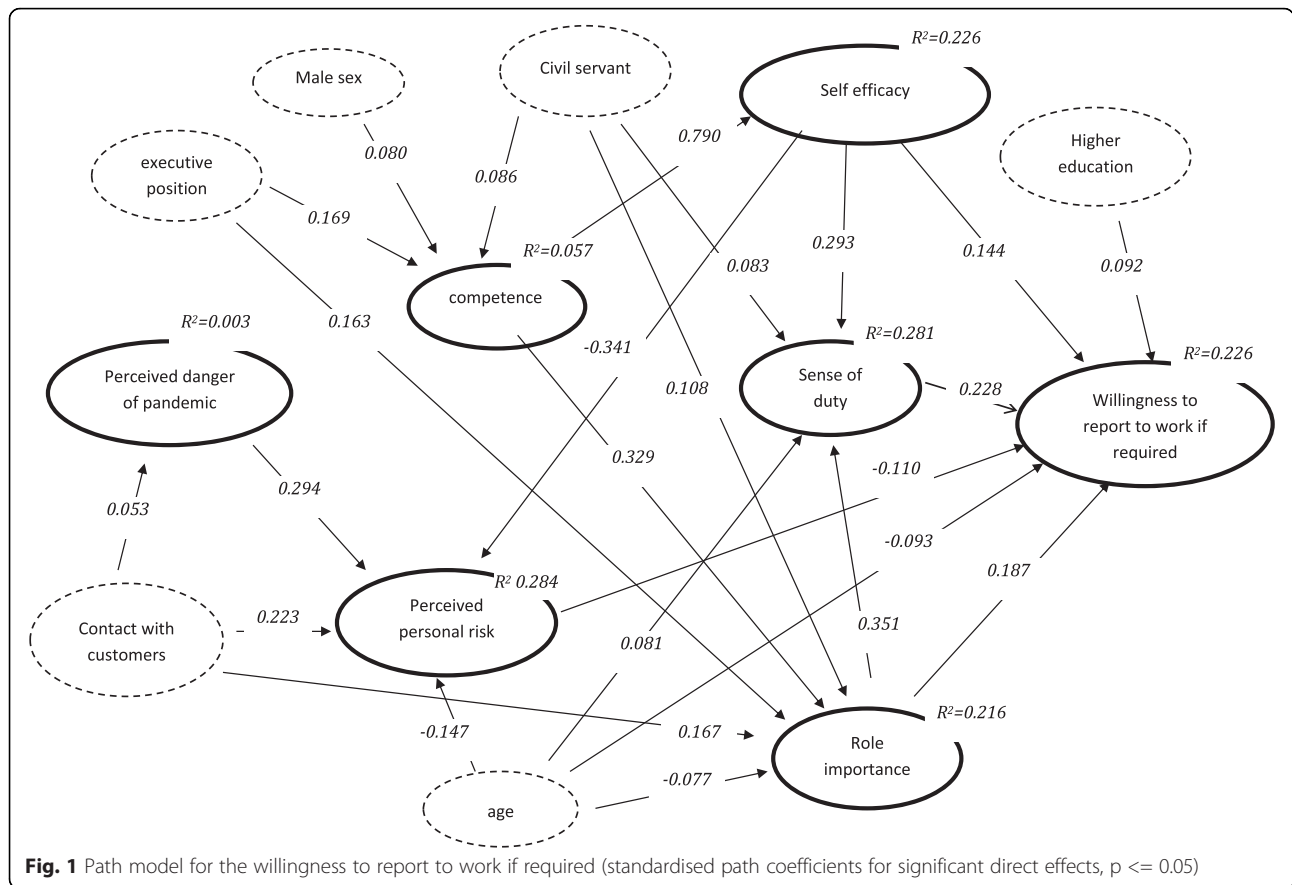 R²=0.226
Male sex
Civil servant
Self efficacy
0.790
Higher
education
0.080
executive
position
0.086
0.169
0.293
0.144
R²=0.057
0.083
0.092
competence
R²=0.003
0.163
-0.341
R²=0.281
R²=0.226
Perceived danger
of pandemic
0.108
Sense of
duty
0.228
Willingness to
report to work if
required
0.329
-0.110
0.294
0.053
-0.093
0.187
R² 0.284
Contact with
customers
0.223
Perceived
personal risk
0.081
0.351
R²=0.216
-0.147
0.167
Role
importance
-0.077
age
Fig. 1 Path model for the willingness to report to work if required (standardised path coefficients for significant direct effects, p <= 0.05)